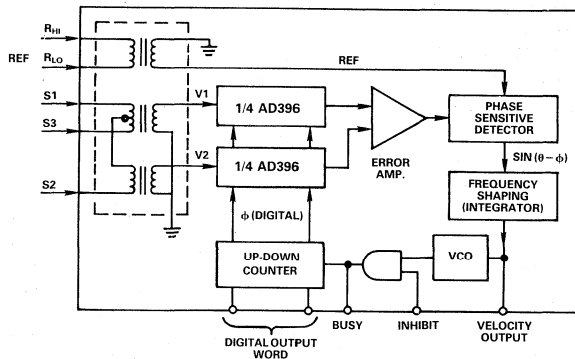 R_HI
REF
R_LO
REF
S1
V1
1/4 AD396
PHASE
SENSITIVE
DETECTOR
S3
ERROR
AMP.
V2
1/4 AD396
SIN (θ – φ)
S2
FREQUENCY
SHAPING
(INTEGRATOR)
φ (DIGITAL)
UP-DOWN
COUNTER
VCO
BUSY
INHIBIT
VELOCITY
OUTPUT
DIGITAL OUTPUT
WORD